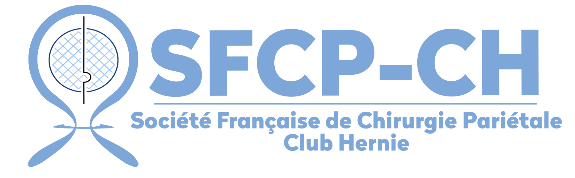 SFCP-CH
Société Française de Chirurgie Pariétale
Club Hernie